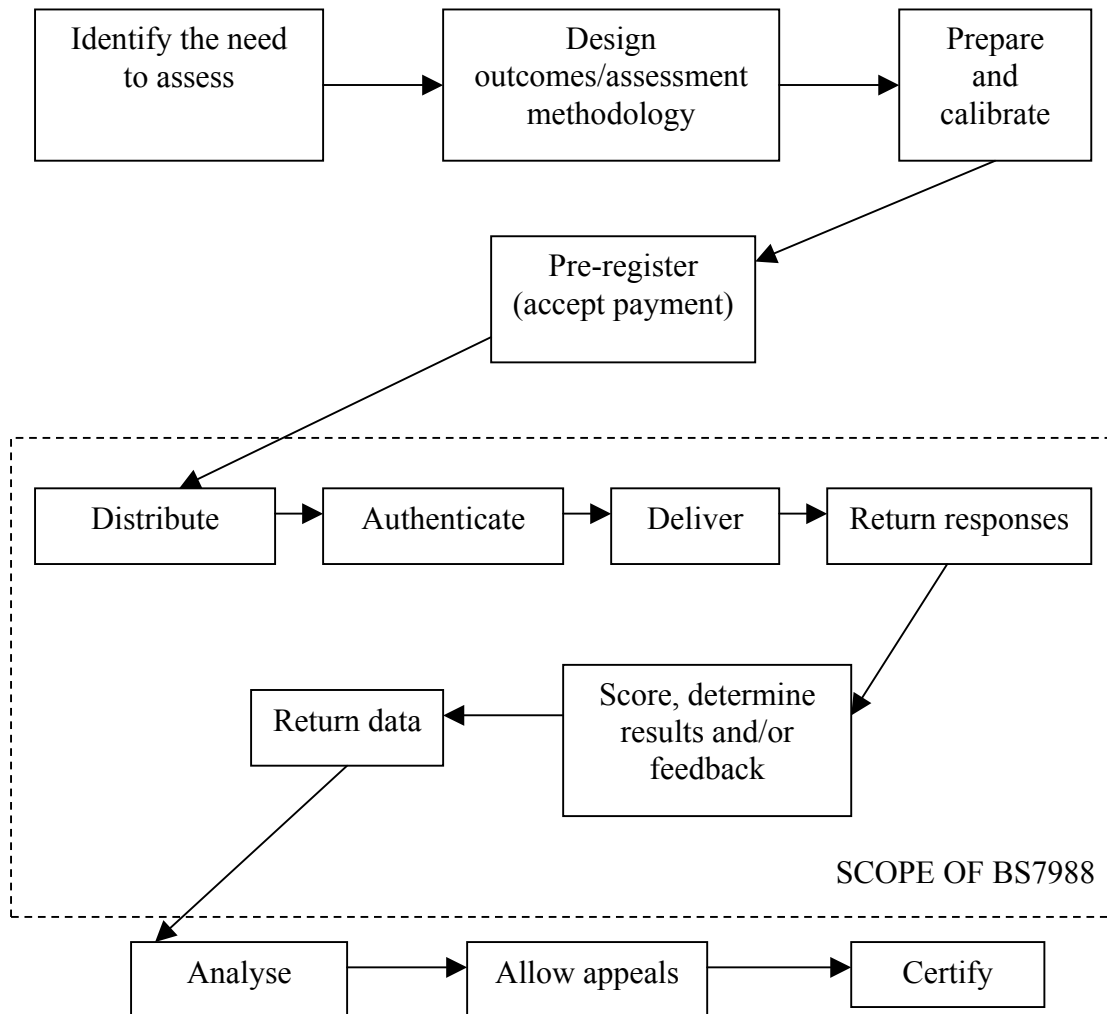 Identify the need
to assess
Design
outcomes/assessment
methodology
Prepare
and
calibrate
Pre-register
(accept payment)
Distribute
Authenticate
Deliver
Return responses
Score, determine
results and/or
feedback
Return data
SCOPE OF BS7988
Analyse
Allow appeals
Certify